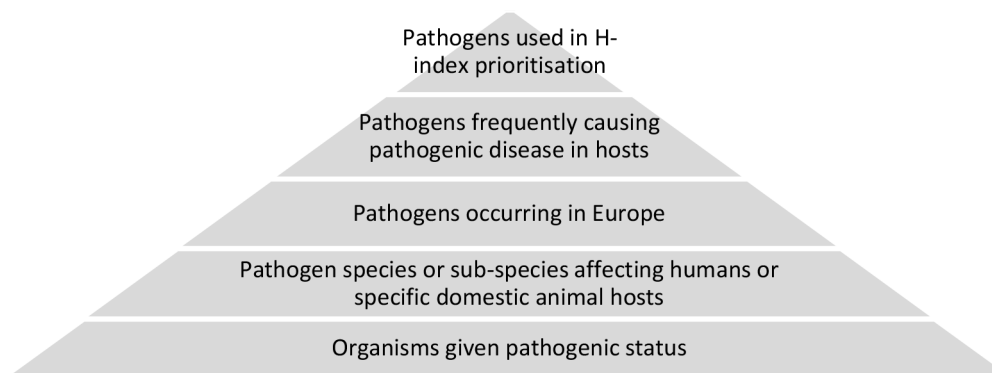 Pathogens used in H-
index prioritisation
Pathogens frequently causing
pathogenic disease in hosts
Pathogens occurring in Europe
Pathogen species or sub-species affecting humans or
specific domestic animal hosts
Organisms given pathogenic status